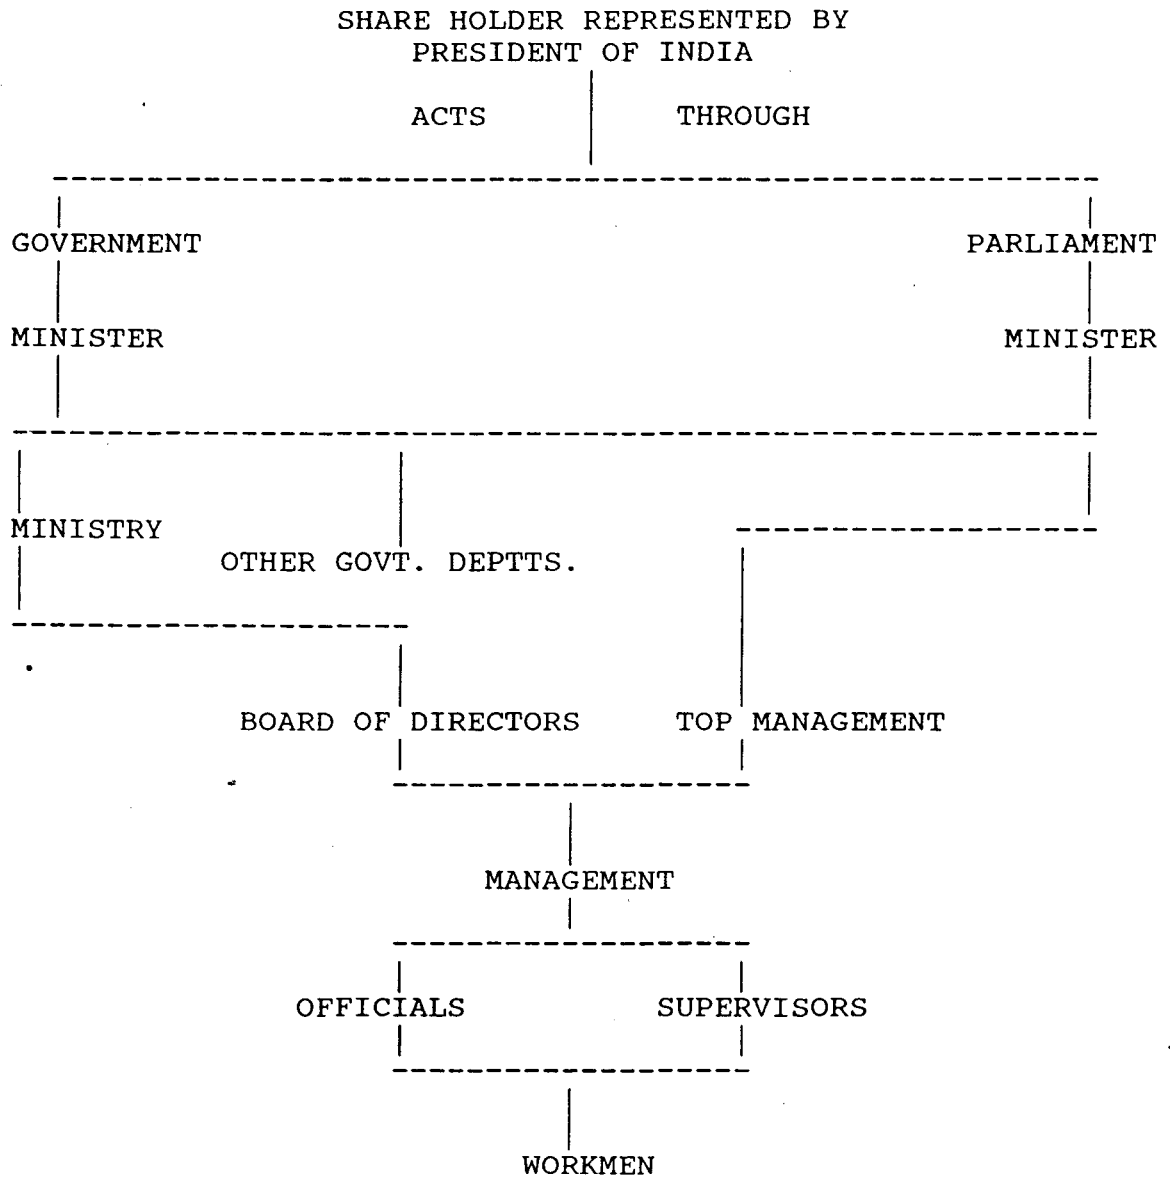 SHARE HOLDER REPRESENTED BY
PRESIDENT OF INDIA
ACTS THROUGH
GOVERNMENT PARLIAMENT
MINISTER MINISTER
MINISTRY
OTHER GOVT. DEPTTS.
BOARD OF DIRECTORS TOP MANAGEMENT
MANAGEMENT
OFFICIALS SUPERVISORS
WORKMEN